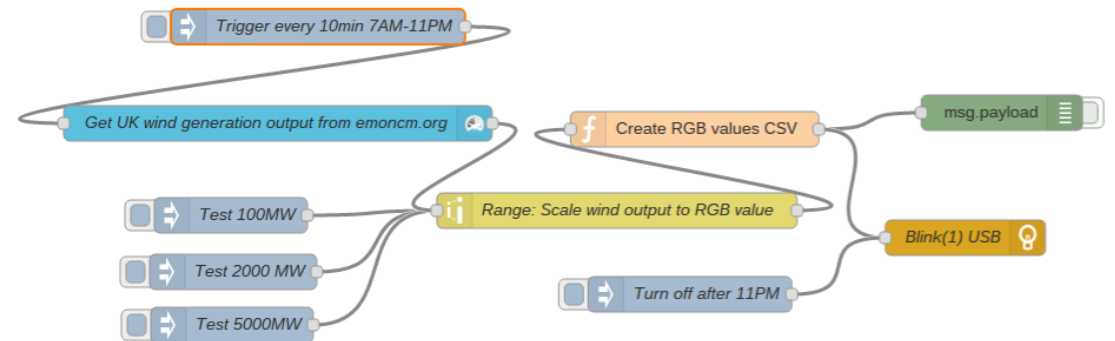 Trigger every 10min 7AM-11PM
Get UK wind generation output from emoncm.org
Create RGB values CSV
msg.payload
Test 100MW
Range: Scale wind output to RGB value
Blink(1) USB
Test 2000 MW
Turn off after 11PM
Test 5000MW